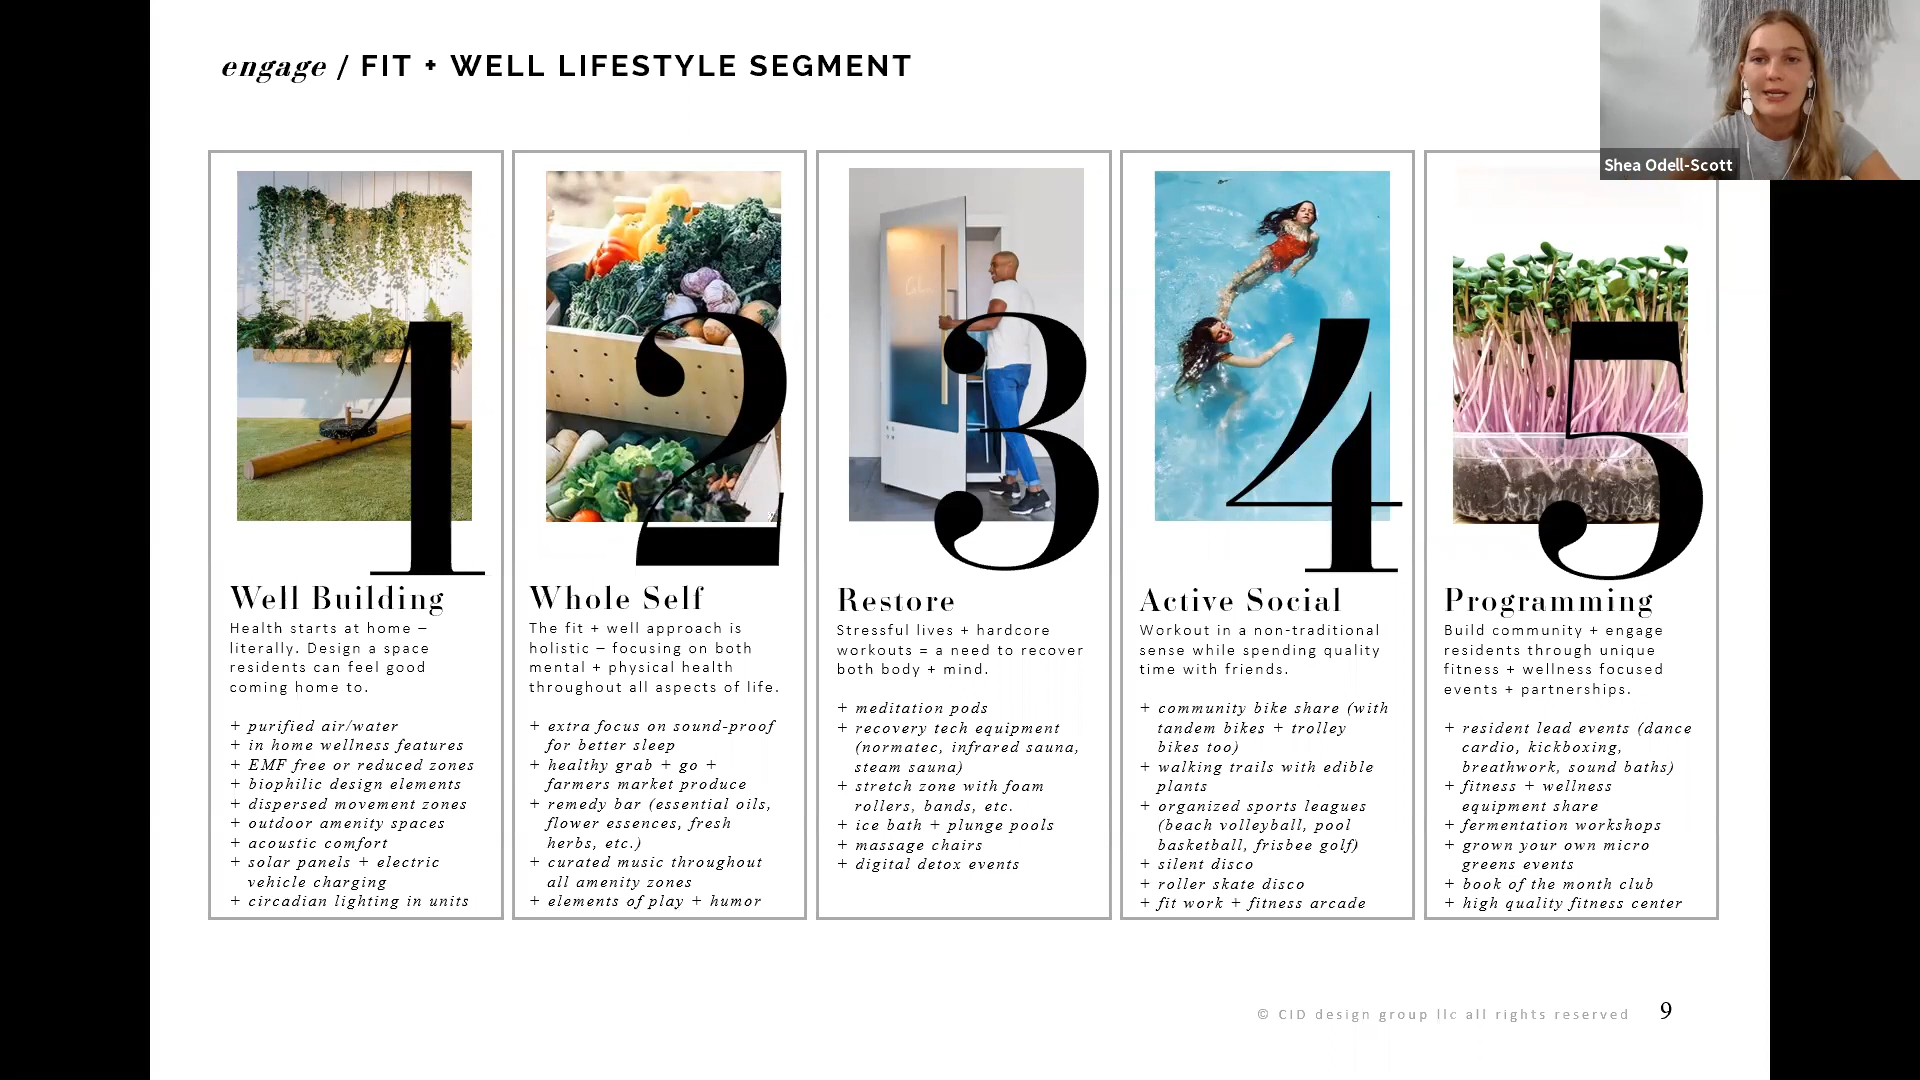 engage / FIT + WELL LIFESTYLE SEGMENT
Shea Odell-Scott
1
Well Building
Health starts at home –
literally. Design a space
residents can feel good
coming home to.
+ purified air/water
+ in home wellness features
+ EMF free or reduced zones
+ biophilic design elements
+ dispersed movement zones
+ outdoor amenity spaces
+ acoustic comfort
+ solar panels + electric
vehicle charging
+ circadian lighting in units
2
Whole Self
The fit + well approach is
holistic – focusing on both
mental + physical health
throughout all aspects of life.
+ extra focus on sound-proof
for better sleep
+ healthy grab + go +
farmers market produce
+ remedy bar (essential oils,
flower essences, fresh
herbs, etc.)
+ curated music throughout
all amenity zones
+ elements of play + humor
3
Restore
Stressful lives + hardcore
workouts = a need to recover
both body + mind.
+ meditation pods
+ recovery tech equipment
(normatec, infrared sauna,
steam sauna)
+ stretch zone with foam
rollers, bands, etc.
+ ice bath + plunge pools
+ massage chairs
+ digital detox events
4
Active Social
Workout in a non-traditional
sense while spending quality
time with friends.
+ community bike share (with
tandem bikes + trolley
bikes too)
+ walking trails with edible
plants
+ organized sports leagues
(beach volleyball, pool
basketball, frisbee golf)
+ silent disco
+ roller skate disco
+ fit work + fitness arcade
5
Programming
Build community + engage
residents through unique
fitness + wellness focused
events + partnerships.
+ resident lead events (dance
cardio, kickboxing,
breathwork, sound baths)
+ fitness + wellness
equipment share
+ fermentation workshops
+ grown your own micro
greens events
+ book of the month club
+ high quality fitness center
© CID design group llc all rights reserved 9